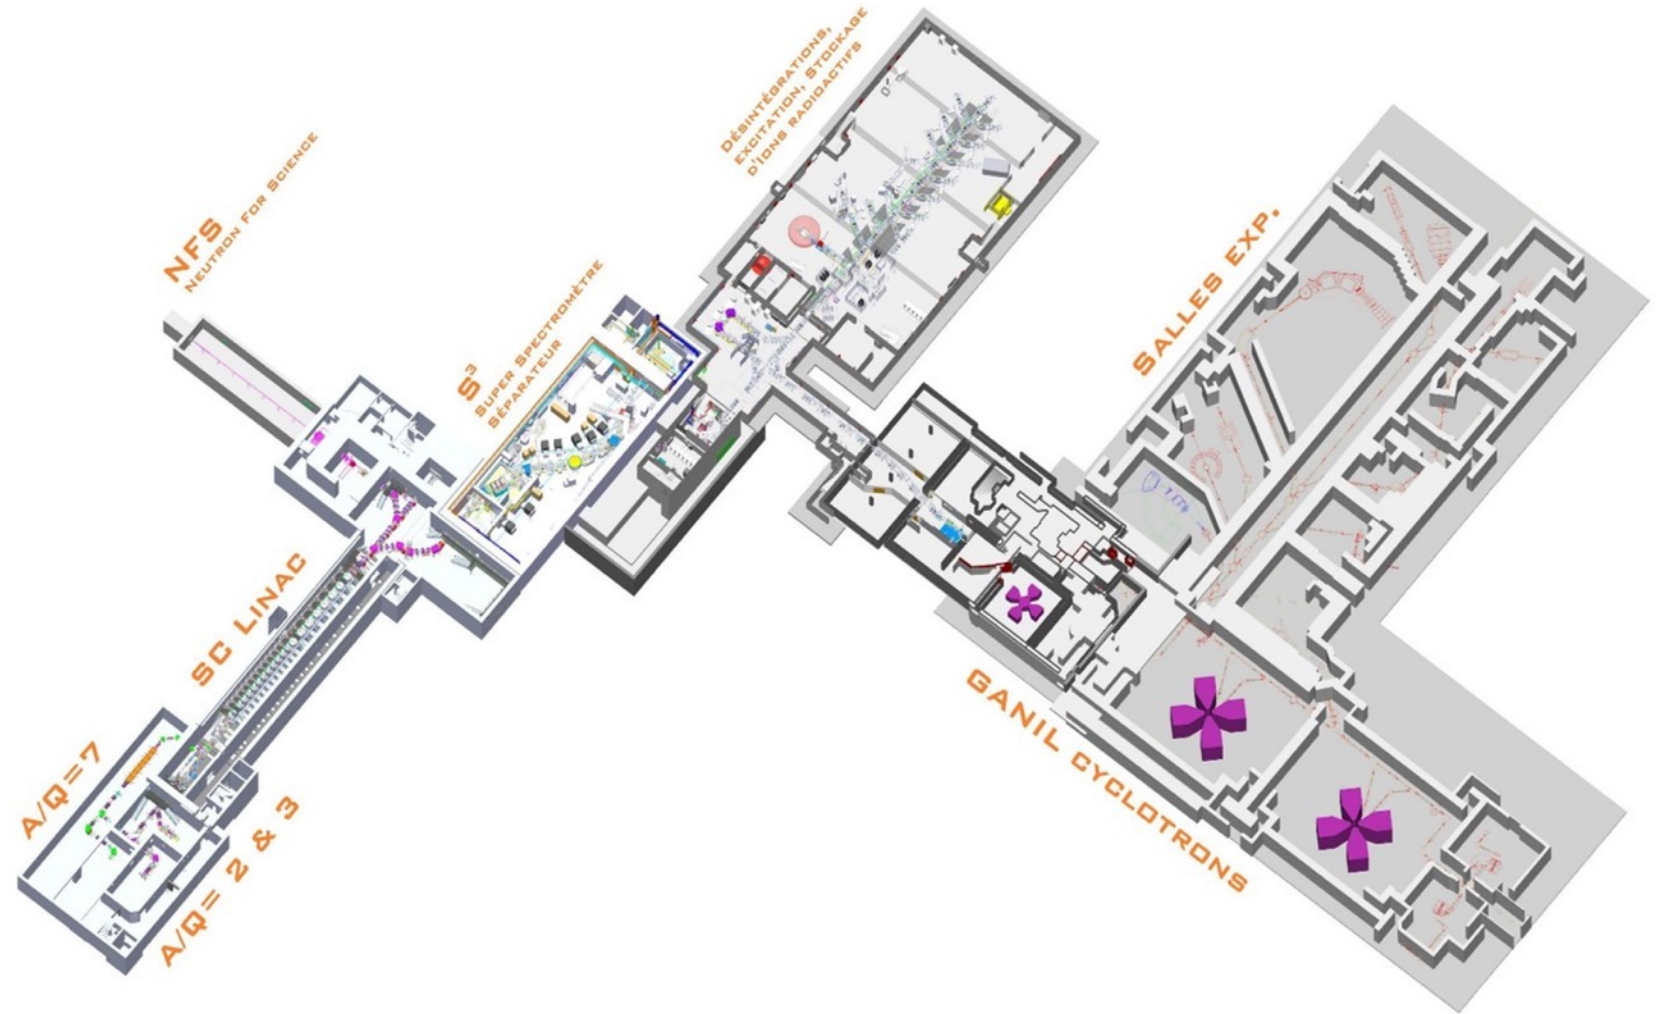 DÉSINTÉGRATIONS,
EXCITATION, STOCKAGE
D'IONS RADIOACTIFS
NFS
NEUTRON FOR SCIENCE
S³
SUPER SPECTROMÈTRE
SÉPARATEUR
SALLES EXP.
SC LINAC
GANIL CYCLOTRONS
A/Q=7
A/Q= 2 & 3